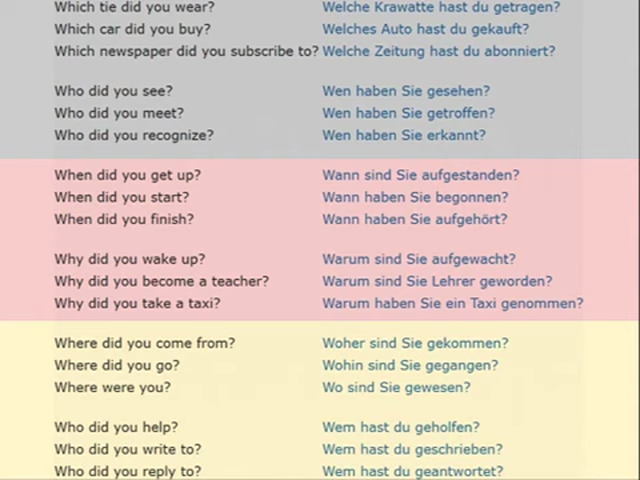 Which tie did you wear? Welche Krawatte hast du getragen?
Which car did you buy? Welches Auto hast du gekauft?
Which newspaper did you subscribe to? Welche Zeitung hast du abonniert?
Who did you see? Wen haben Sie gesehen?
Who did you meet? Wen haben Sie getroffen?
Who did you recognize? Wen haben Sie erkannt?
When did you get up? Wann sind Sie aufgestanden?
When did you start? Wann haben Sie begonnen?
When did you finish? Wann haben Sie aufgehört?
Why did you wake up? Warum sind Sie aufgewacht?
Why did you become a teacher? Warum sind Sie Lehrer geworden?
Why did you take a taxi? Warum haben Sie ein Taxi genommen?
Where did you come from? Woher sind Sie gekommen?
Where did you go? Wohin sind Sie gegangen?
Where were you? Wo sind Sie gewesen?
Who did you help? Wem hast du geholfen?
Who did you write to? Wem hast du geschrieben?
Who did you reply to? Wem hast du geantwortet?